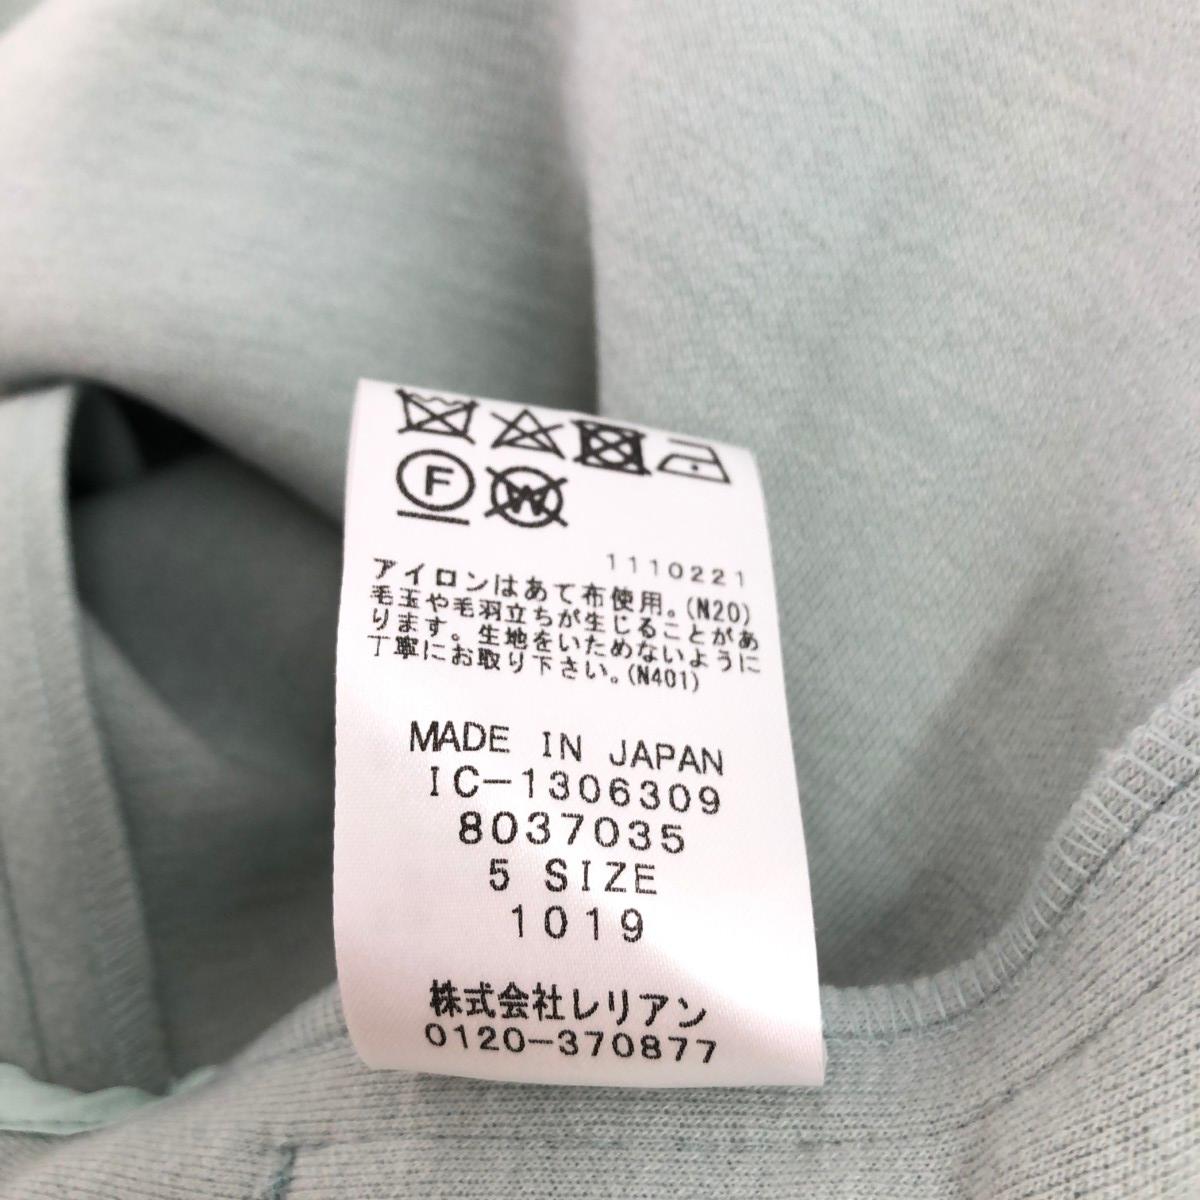 F W
1110221
アイロンはあて布使用。(N20)
毛玉や毛羽立ちが生じることがあ
ります。生地をいためないように
丁寧にお取り下さい。(N401)
MADE IN JAPAN
IC-1306309
8037035
5 SIZE
1019
株式会社レリアン
0120-370877